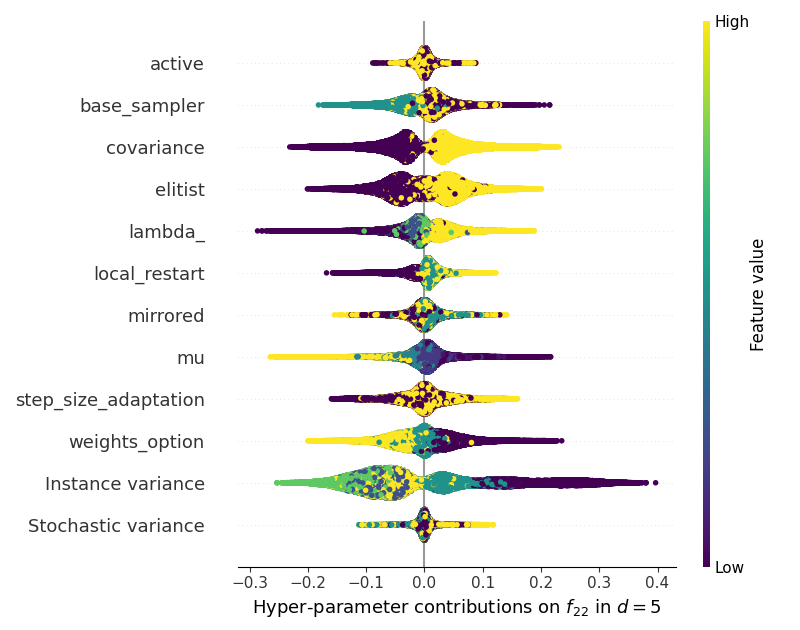 High
active
base_sampler
covariance
elitist
lambda_
local_restart
mirrored
mu
step_size_adaptation
weights_option
Instance variance
Stochastic variance
Feature value
Low
−0.3 −0.2 −0.1 0.0 0.1 0.2 0.3 0.4
Hyper-parameter contributions on f22 in d = 5